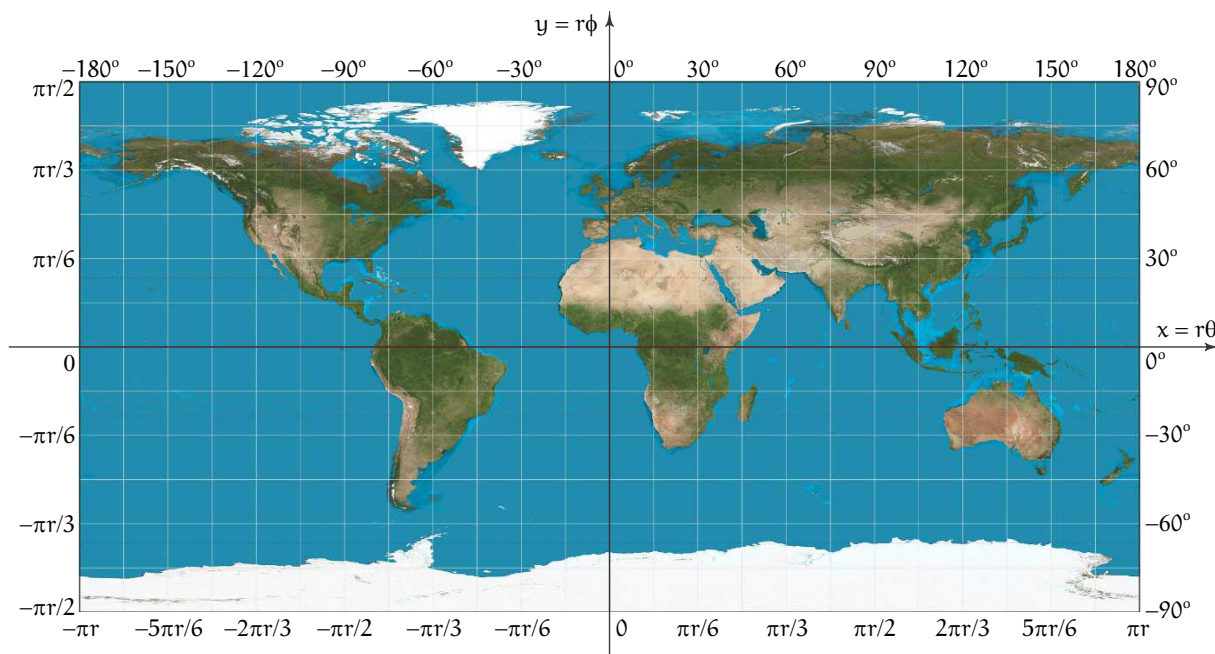 y = rϕ
−180º −150º −120º −90º −60º −30º 0º 30º 60º 90º 120º 150º 180º
πr/2 90º
πr/3 60º
πr/6 30º
x = rθ
0 0º
−πr/6 −30º
−πr/3 −60º
−πr/2 −90º
−πr −5πr/6 −2πr/3 −πr/2 −πr/3 −πr/6 0 πr/6 πr/3 πr/2 2πr/3 5πr/6 πr